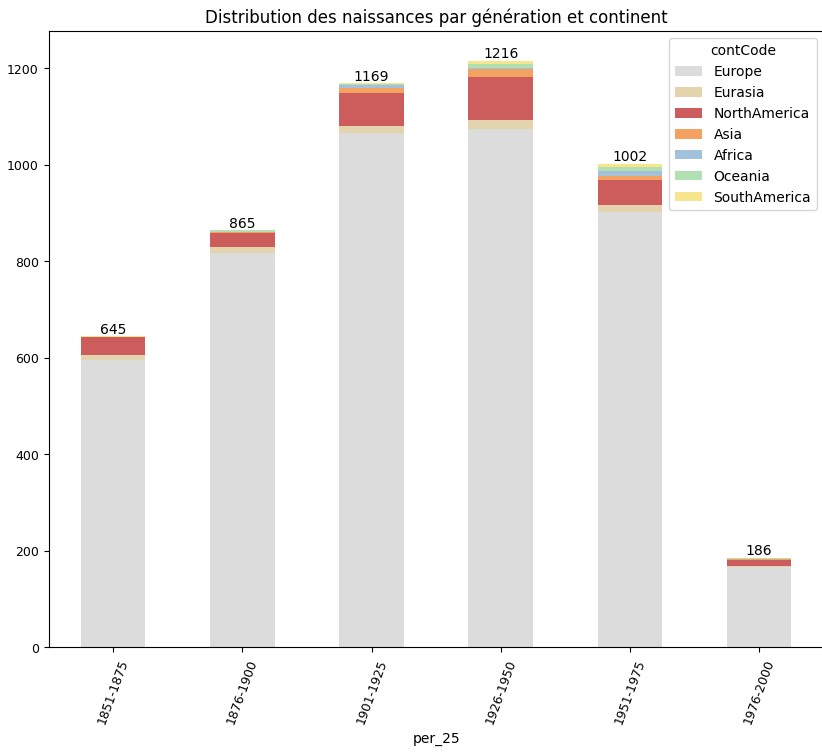 Distribution des naissances par génération et continent
contCode
Europe
Eurasia
NorthAmerica
Asia
Africa
Oceania
SouthAmerica
1200
1000
800
600
400
200
0
645
865
1169
1216
1002
186
1851-1875
1876-1900
1901-1925
1926-1950
1951-1975
1976-2000
per_25